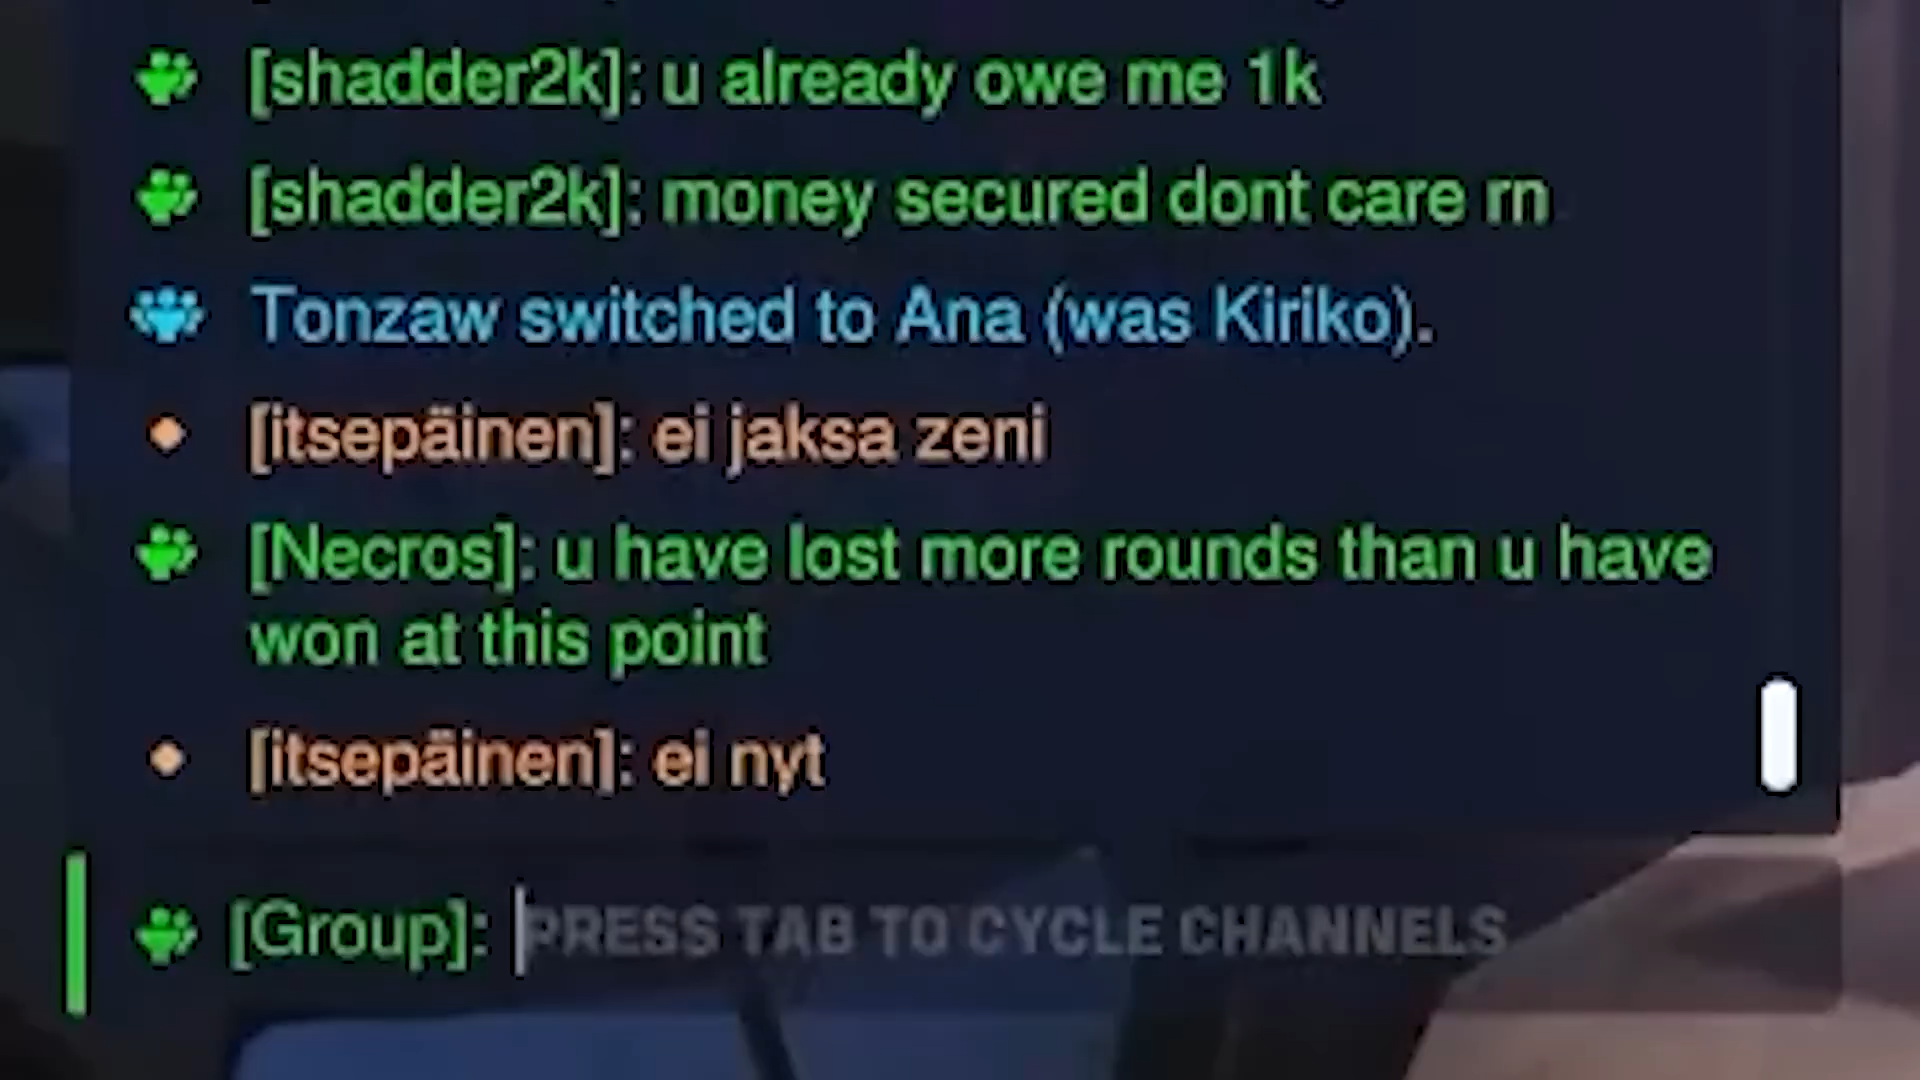 [shadder2k]: u already owe me 1k
[shadder2k]: money secured dont care rn
Tonzaw switched to Ana (was Kiriko).
[itsepäinen]: ei jaksa zeni
[Necros]: u have lost more rounds than u have
won at this point
[itsepäinen]: ei nyt
[Group]: PRESS TAB TO CYCLE CHANNELS